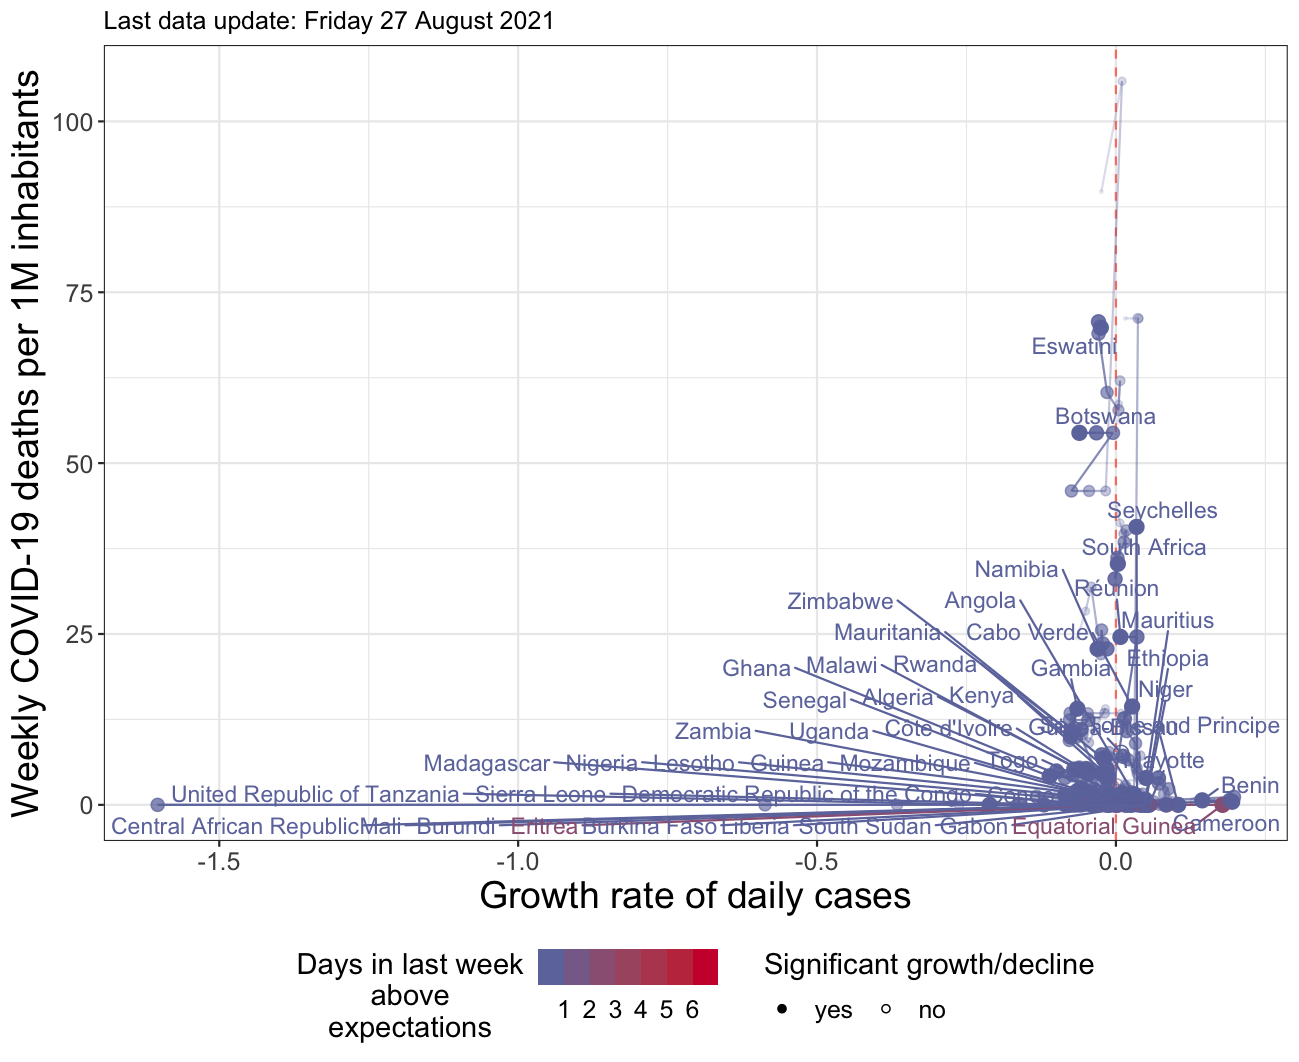 Last data update: Friday 27 August 2021
Weekly COVID-19 deaths per 1M inhabitants
100
75
50
25
0
Eswatini
Botswana
Seychelles
South Africa
Namibia
Réunion
Zimbabwe
Angola
Mauritania
Cabo Verde
Mauritius
Ghana
Malawi
Rwanda
Gambia
Ethiopia
Senegal
Algeria
Kenya
Niger
Zambia
Uganda
Côte d'Ivoire
and Principe
Madagascar
Nigeria
Lesotho
Guinea
Mozambique
Togo
Mayotte
United Republic of Tanzania
Sierra Leone
Democratic Republic of the Congo
Benin
Central African Republic
Mali
Burundi
Eritrea
Burkina Faso
Liberia
South Sudan
Gabon
Equatorial Guinea
Cameroon
-1.5
-1.0
-0.5
0.0
Growth rate of daily cases
Days in last week
above
expectations
1 2 3 4 5 6
Significant growth/decline
yes
no